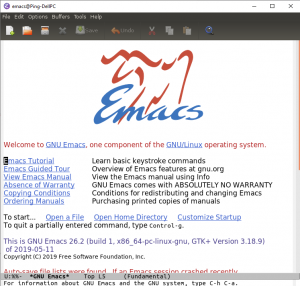 emacs@Ping-DellPC
File Edit Options Buffers Tools Help
Save Undo
Emacs
Welcome to GNU Emacs, one component of the GNU/Linux operating system.
Emacs Tutorial Learn basic keystroke commands
Emacs Guided Tour Overview of Emacs features at gnu.org
View Emacs Manual View the Emacs manual using Info
Absence of Warranty GNU Emacs comes with ABSOLUTELY NO WARRANTY
Copying Conditions Conditions for redistributing and changing Emacs
Ordering Manuals Purchasing printed copies of manuals
To start... Open a File Open Home Directory Customize Startup
To quit a partially entered command, type Control-g.
This is GNU Emacs 26.2 (build 1, x86_64-pc-linux-gnu, GTK+ Version 3.18.9)
of 2019-05-11
Copyright (C) 2019 Free Software Foundation, Inc.
Auto-save file lists were found. If an Emacs session crashed recently,
U:%%- *GNU Emacs* Top L5 (Fundamental)
For information about GNU Emacs and the GNU system, type C-h C-a.